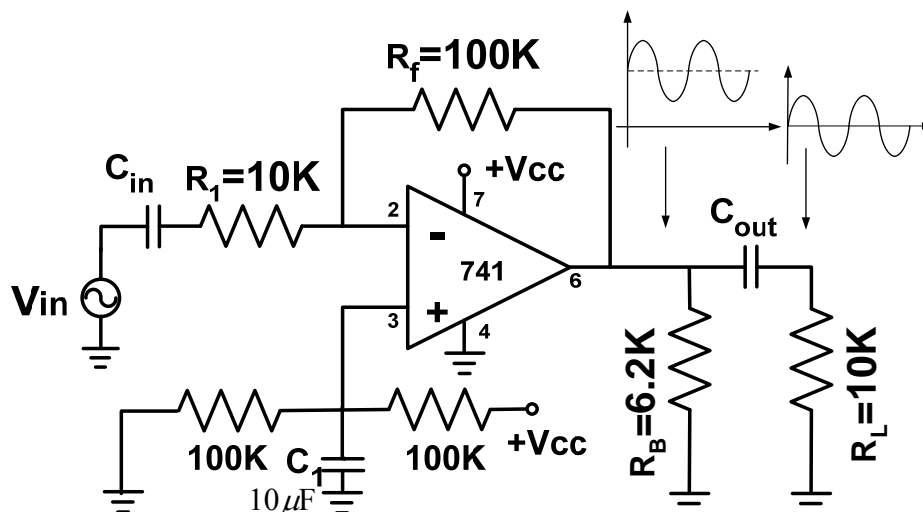 Rf=100K
Cin
R1=10K
+Vcc
7
Cout
2
-
741
6
Vin
3
+
4
RB=6.2K
RL=10K
100K
C1
100K
+Vcc
10μF